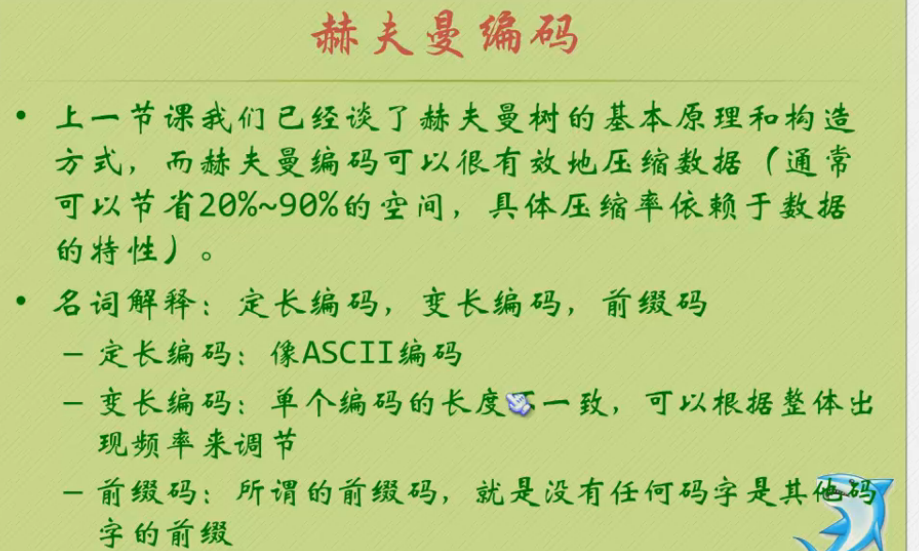 赫夫曼编码
• 上一节课我们已经谈了赫夫曼树的基本原理和构造
方式，而赫夫曼编码可以很有效地压缩数据（通常
可以节省20%~90%的空间，具体压缩率依赖于数据
的特性）。
• 名词解释：定长编码，变长编码，前缀码
– 定长编码：像ASCII编码
– 变长编码：单个编码的长度不一致，可以根据整体出
现频率来调节
– 前缀码：所谓的前缀码，就是没有任何码字是其他码
字的前缀